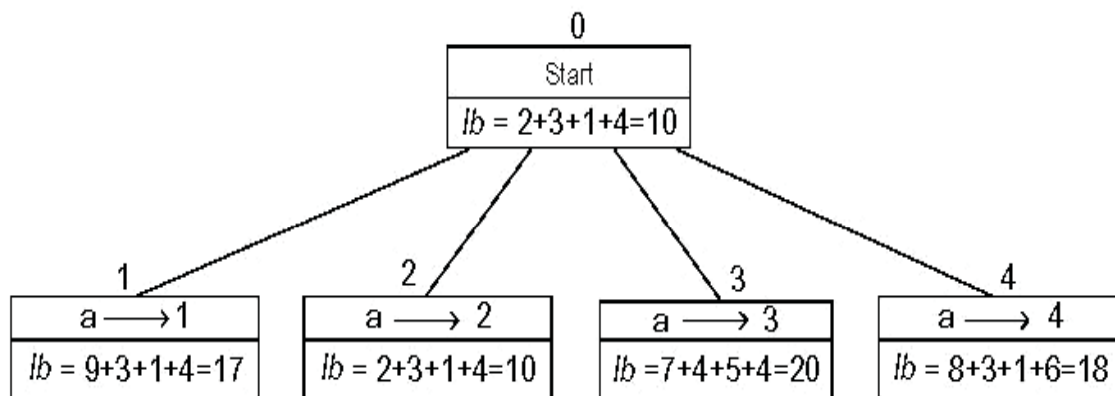 0
Start
lb = 2+3+1+4=10
1
2
3
4
a → 1
a → 2
a → 3
a → 4
lb = 9+3+1+4=17
lb = 2+3+1+4=10
lb =7+4+5+4=20
lb = 8+3+1+6=18